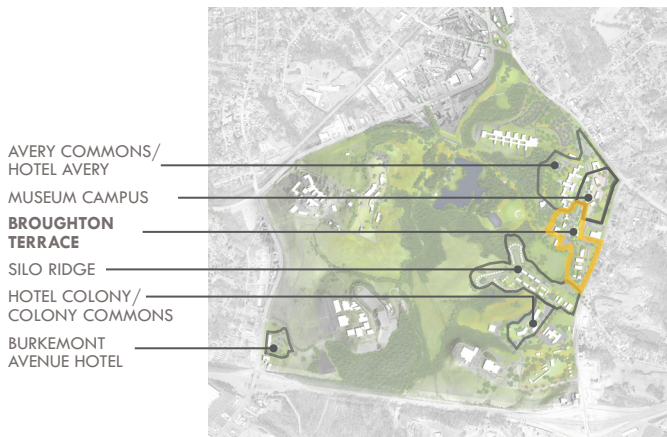 AVERY COMMONS/
HOTEL AVERY
MUSEUM CAMPUS
BROUGHTON
TERRACE
SILO RIDGE
HOTEL COLONY/
COLONY COMMONS
BURKEMONT
AVENUE HOTEL